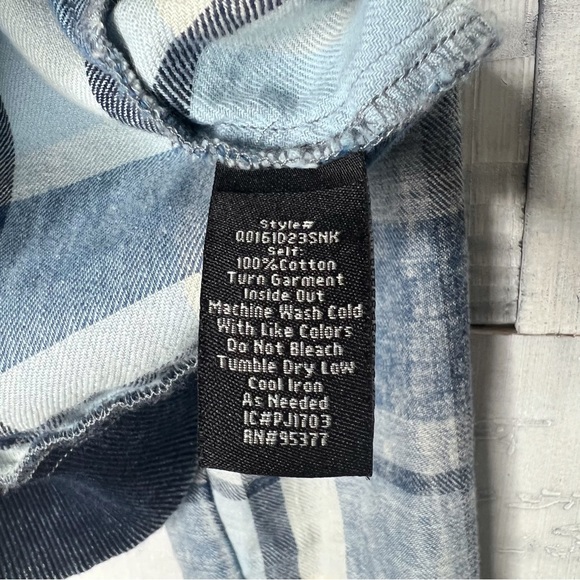 Style#
Q0161D23SNK
Self:
100%Cotton
Turn Garment
Inside Out
Machine Wash Cold
With Like Colors
Do Not Bleach
Tumble Dry Low
Cool Iron
As Needed
IC#PJ1703
RN#95377